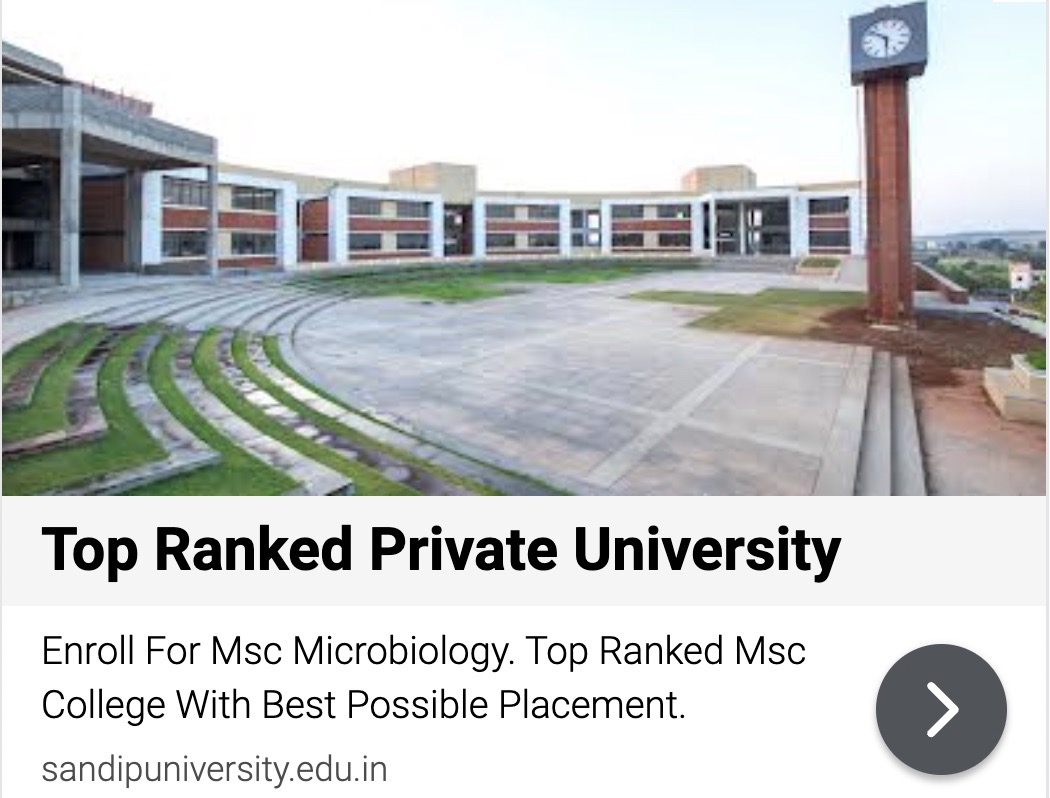 Top Ranked Private University
Enroll For Msc Microbiology. Top Ranked Msc
College With Best Possible Placement.
sandipuniversity.edu.in